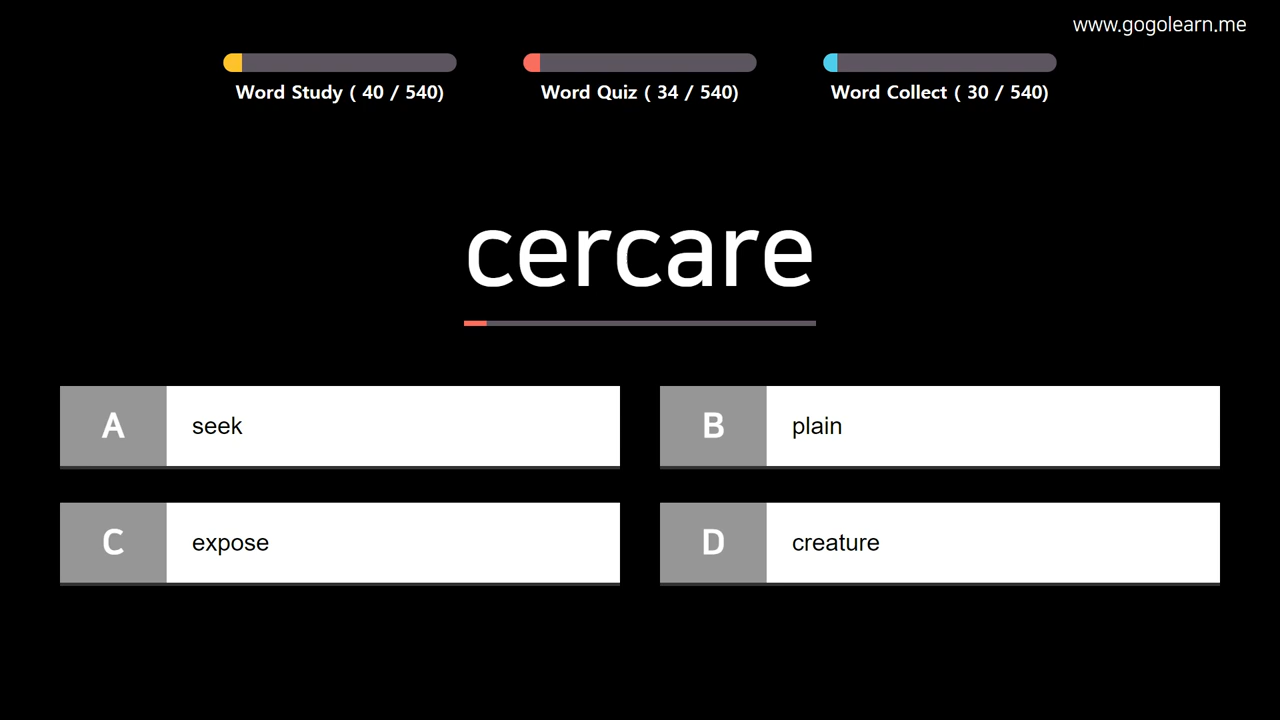 www.gogolearn.me
Word Study ( 40 / 540)
Word Quiz ( 34 / 540)
Word Collect ( 30 / 540)
cercare
A seek
B plain
C expose
D creature